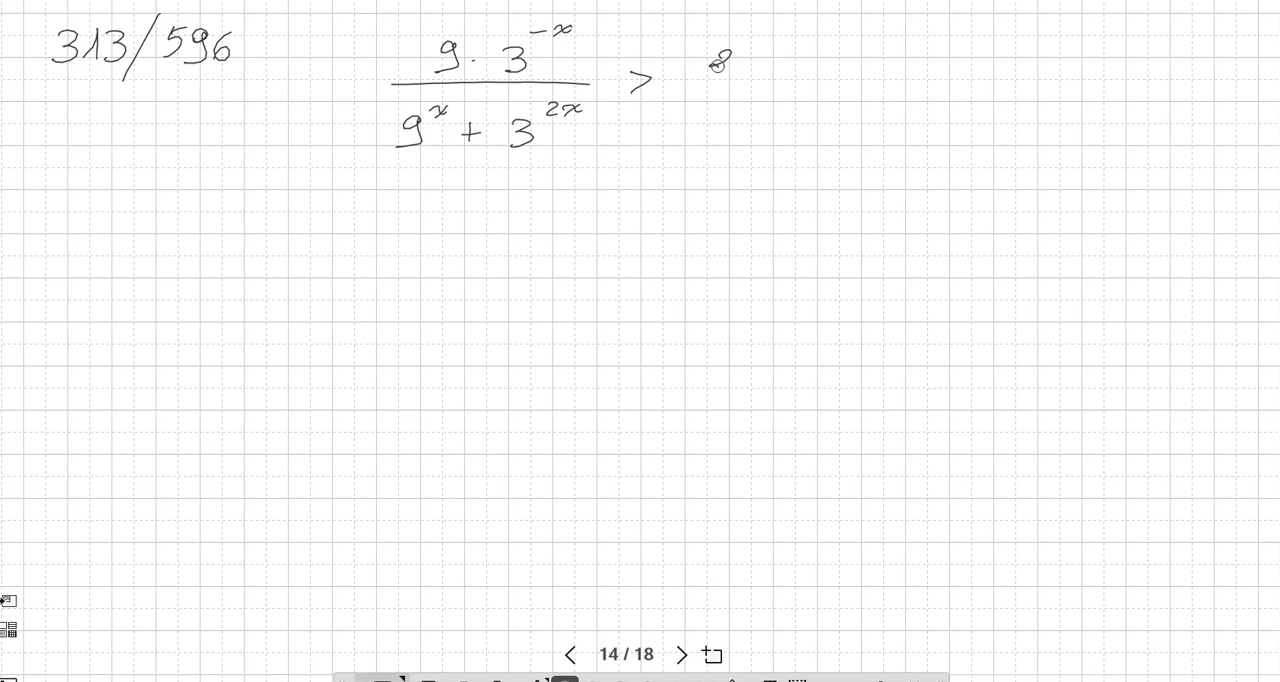 313/596
9 · 3^{-x} / (9^x + 3^{2x}) > 8
14 / 18